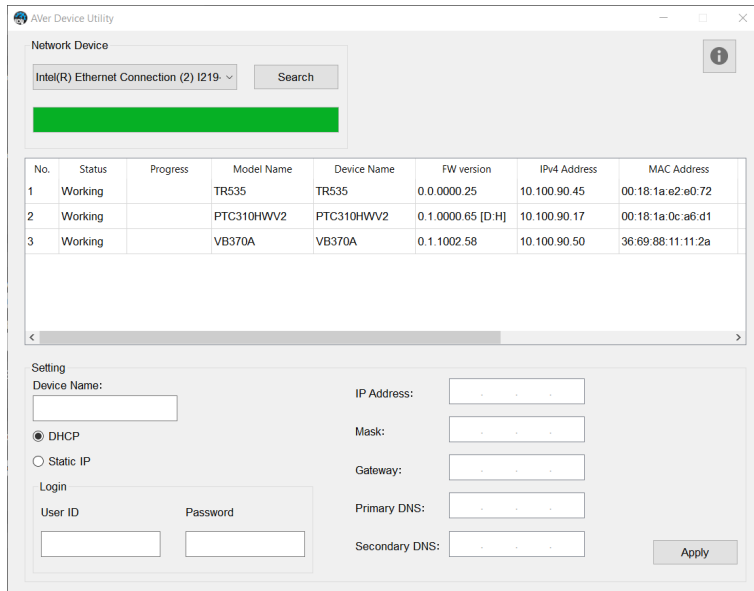 AVer Device Utility
Network Device
Intel(R) Ethernet Connection (2) I219- Search
No. Status Progress Model Name Device Name FW version IPv4 Address MAC Address
1 Working TR535 TR535 0.0.0000.25 10.100.90.45 00:18:1a:e2:e0:72
2 Working PTC310HWV2 PTC310HWV2 0.1.0000.65 [D:H] 10.100.90.17 00:18:1a:0c:a6:d1
3 Working VB370A VB370A 0.1.1002.58 10.100.90.50 36:69:88:11:11:2a
Setting
Device Name:
DHCP
Static IP
Login
User ID Password
IP Address:
Mask:
Gateway:
Primary DNS:
Secondary DNS:
Apply